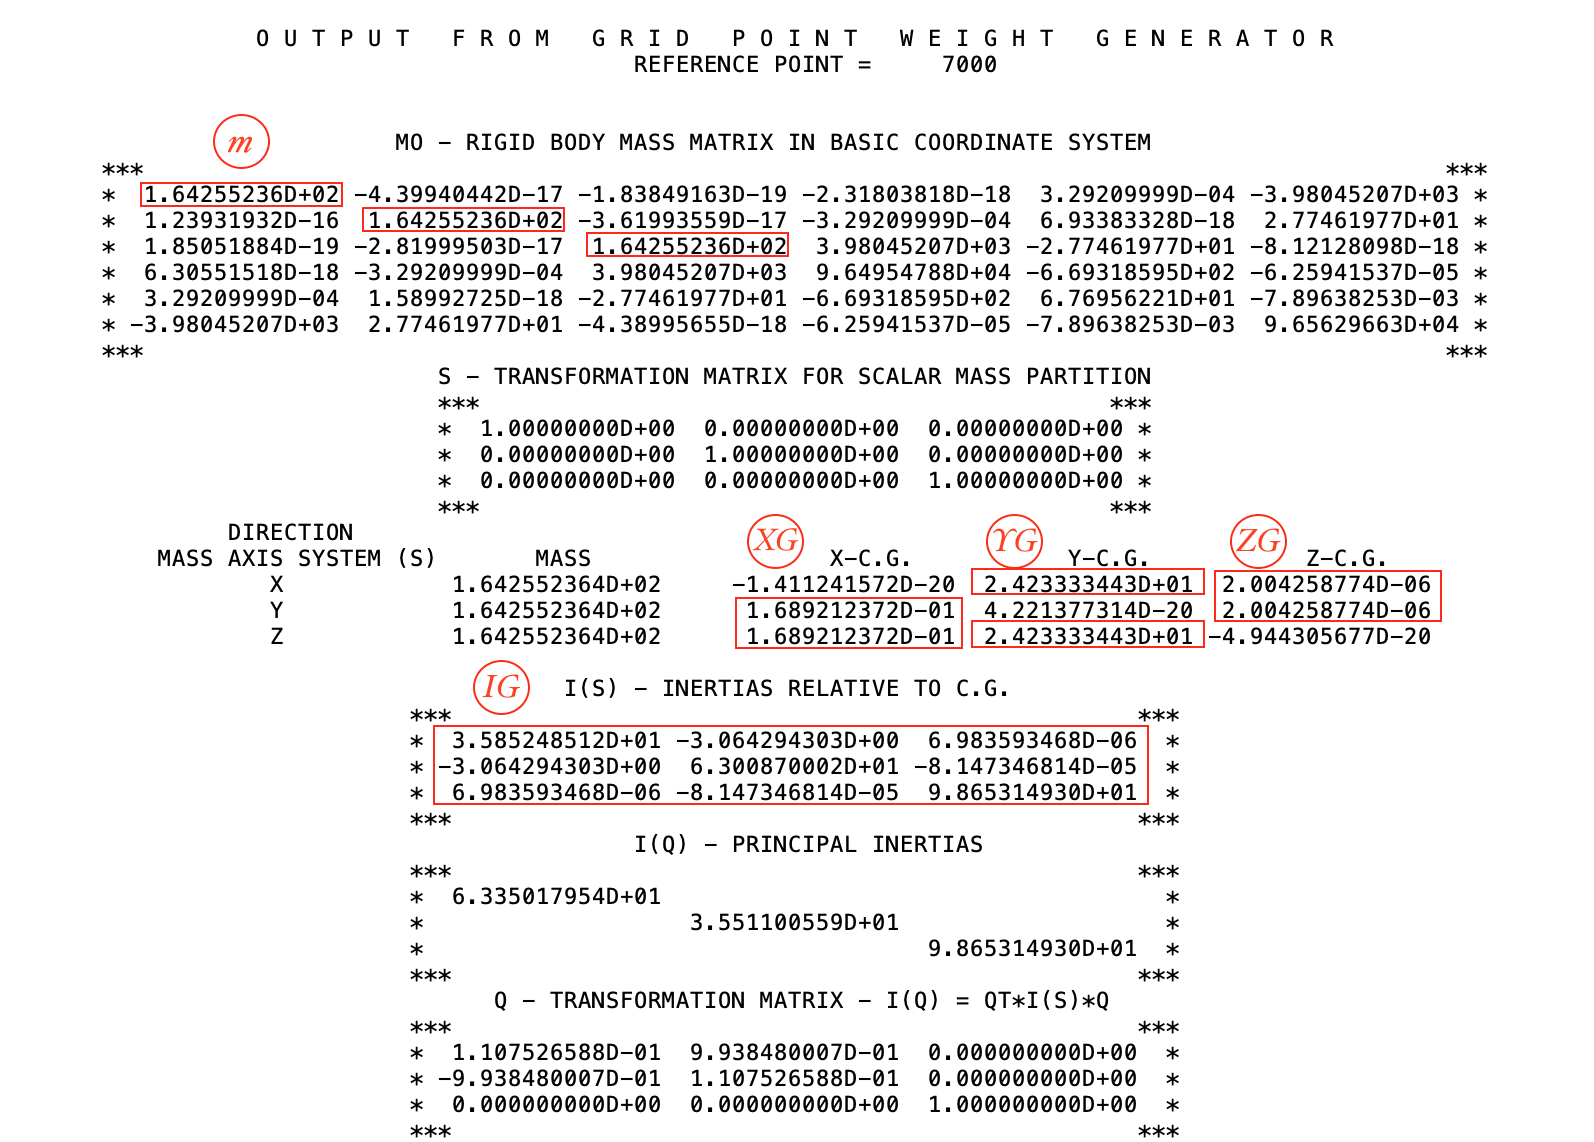 O U T P U T   F R O M   G R I D   P O I N T   W E I G H T   G E N E R A T O R
REFERENCE POINT =     7000
m
MO - RIGID BODY MASS MATRIX IN BASIC COORDINATE SYSTEM
***                                                                                             ***
*  1.64255236D+02 -4.39940442D-17 -1.83849163D-19 -2.31803818D-18  3.29209999D-04 -3.98045207D+03 *
*  1.23931932D-16  1.64255236D+02 -3.61993559D-17 -3.29209999D-04  6.93383328D-18  2.77461977D+01 *
*  1.85051884D-19 -2.81999503D-17  1.64255236D+02  3.98045207D+03 -2.77461977D+01 -8.12128098D-18 *
*  6.30551518D-18 -3.29209999D-04  3.98045207D+03  9.64954788D+04 -6.69318595D+02 -6.25941537D-05 *
*  3.29209999D-04  1.58992725D-18 -2.77461977D+01 -6.69318595D+02  6.76956221D+01 -7.89638253D-03 *
* -3.98045207D+03  2.77461977D+01 -4.38995655D-18 -6.25941537D-05 -7.89638253D-03  9.65629663D+04 *
***                                                                                             ***
S - TRANSFORMATION MATRIX FOR SCALAR MASS PARTITION
***                                             ***
*  1.00000000D+00  0.00000000D+00  0.00000000D+00 *
*  0.00000000D+00  1.00000000D+00  0.00000000D+00 *
*  0.00000000D+00  0.00000000D+00  1.00000000D+00 *
***                                             ***
DIRECTION
XG YG ZG
MASS AXIS SYSTEM (S)       MASS                 X-C.G.           Y-C.G.           Z-C.G.
X            1.642552364D+02     -1.411241572D-20  2.423333443D+01  2.004258774D-06
Y            1.642552364D+02      1.689212372D-01  4.221377314D-20  2.004258774D-06
Z            1.642552364D+02      1.689212372D-01  2.423333443D+01 -4.944305677D-20
IG I(S) - INERTIAS RELATIVE TO C.G.
***                                                 ***
*  3.585248512D+01 -3.064294303D+00  6.983593468D-06  *
* -3.064294303D+00  6.300870002D+01 -8.147346814D-05  *
*  6.983593468D-06 -8.147346814D-05  9.865314930D+01  *
***                                                 ***
I(Q) - PRINCIPAL INERTIAS
***                                                 ***
*  6.335017954D+01                                    *
*                   3.551100559D+01                   *
*                                    9.865314930D+01  *
***                                                 ***
Q - TRANSFORMATION MATRIX - I(Q) = QT*I(S)*Q
***                                                 ***
*  1.107526588D-01  9.938480007D-01  0.000000000D+00  *
* -9.938480007D-01  1.107526588D-01  0.000000000D+00  *
*  0.000000000D+00  0.000000000D+00  1.000000000D+00  *
***                                                 ***